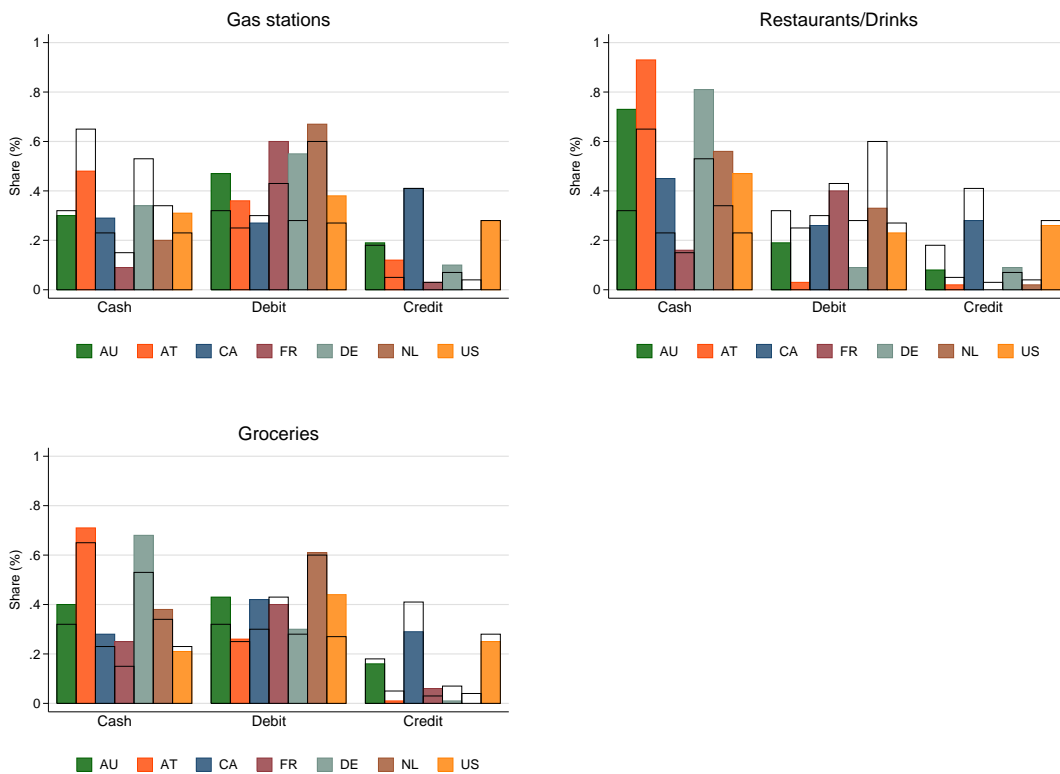 Gas stations
Share (%)
1
.8
.6
.4
.2
0
Cash Debit Credit
AU AT CA FR DE NL US
Restaurants/Drinks
Share (%)
1
.8
.6
.4
.2
0
Cash Debit Credit
AU AT CA FR DE NL US
Groceries
Share (%)
1
.8
.6
.4
.2
0
Cash Debit Credit
AU AT CA FR DE NL US